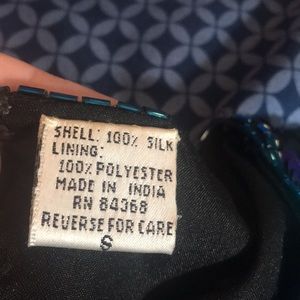 SHELL: 100% SILK
LINING:
100% POLYESTER
MADE IN INDIA
RN 84368
REVERSE FOR CARE
S